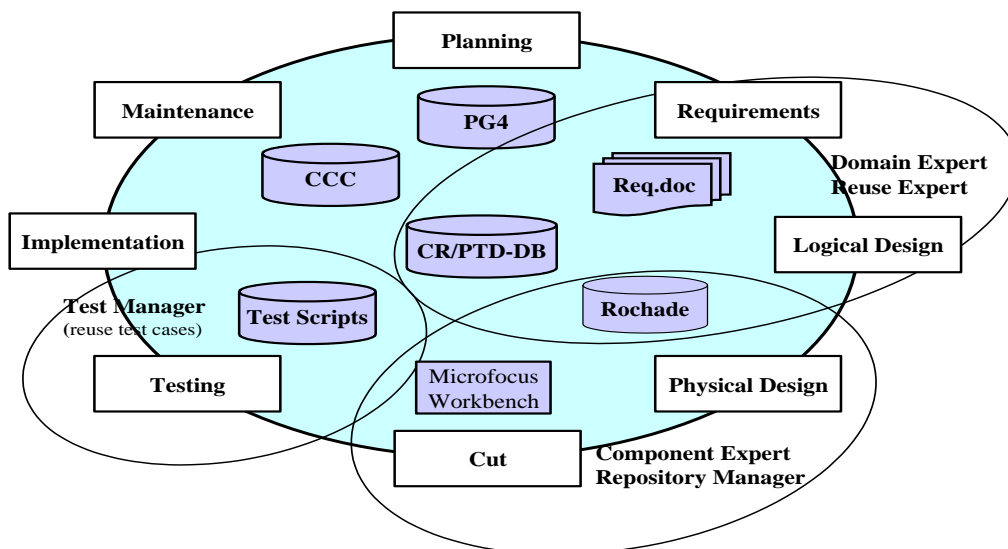 Planning
Maintenance
Requirements
PG4
CCC
Req.doc
Domain Expert
Reuse Expert
Implementation
CR/PTD-DB
Logical Design
Test Manager
(reuse test cases)
Test Scripts
Rochade
Testing
Microfocus
Workbench
Physical Design
Cut
Component Expert
Repository Manager